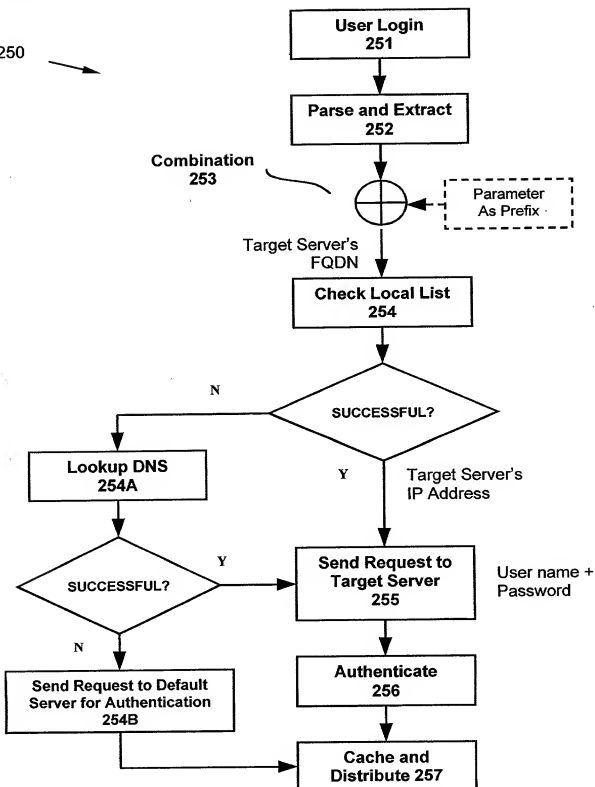 User Login
251
250
Parse and Extract
252
Combination
253
Parameter
As Prefix
Target Server's
FQDN
Check Local List
254
N
SUCCESSFUL?
Lookup DNS
254A
Y
Target Server's
IP Address
SUCCESSFUL?
Y
Send Request to
Target Server
255
User name +
Password
N
Send Request to Default
Server for Authentication
254B
Authenticate
256
Cache and
Distribute 257